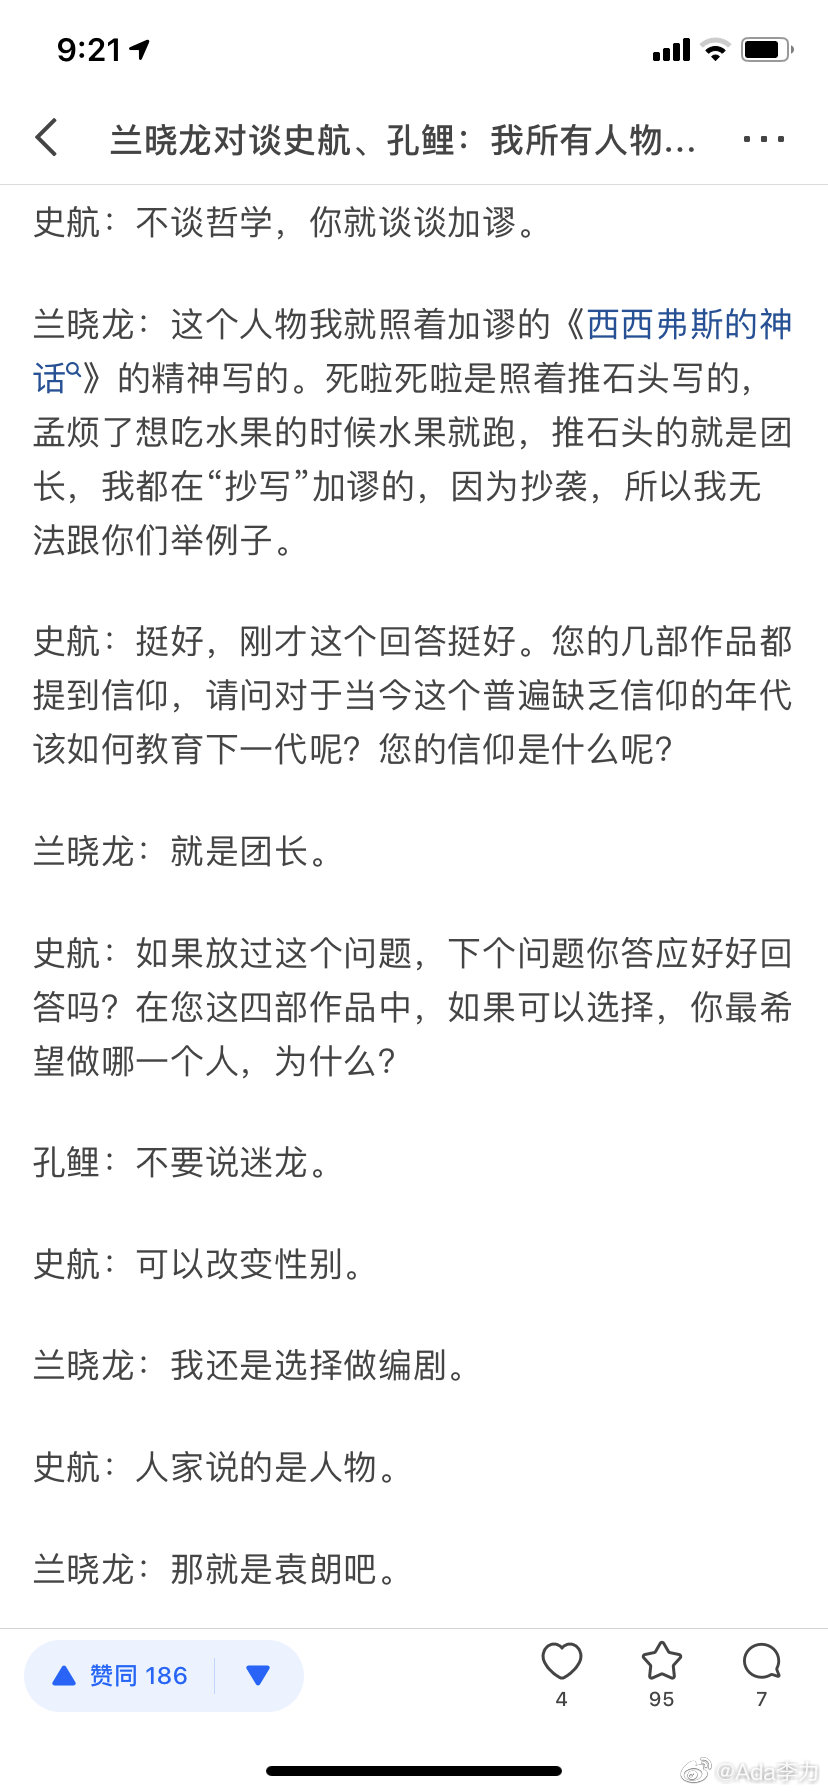 9:21
兰晓龙对谈史航、孔鲤：我所有人物...
史航：不谈哲学，你就谈谈加谬。
兰晓龙：这个人物我就照着加谬的《西西弗斯的神
话》的精神写的。死啦死啦是照着推石头写的，
孟烦了想吃水果的时候水果就跑，推石头的就是团
长，我都在“抄写”加谬的，因为抄袭，所以我无
法跟你们举例子。
史航：挺好，刚才这个回答挺好。您的几部作品都
提到信仰，请问对于当今这个普遍缺乏信仰的年代
该如何教育下一代呢？您的信仰是什么呢？
兰晓龙：就是团长。
史航：如果放过这个问题，下个问题你答应好好回
答吗？在您这四部作品中，如果可以选择，你最希
望做哪一个人，为什么？
孔鲤：不要说迷龙。
史航：可以改变性别。
兰晓龙：我还是选择做编剧。
史航：人家说的是人物。
兰晓龙：那就是袁朗吧。
赞同 186
4
95
7
@Ada李力